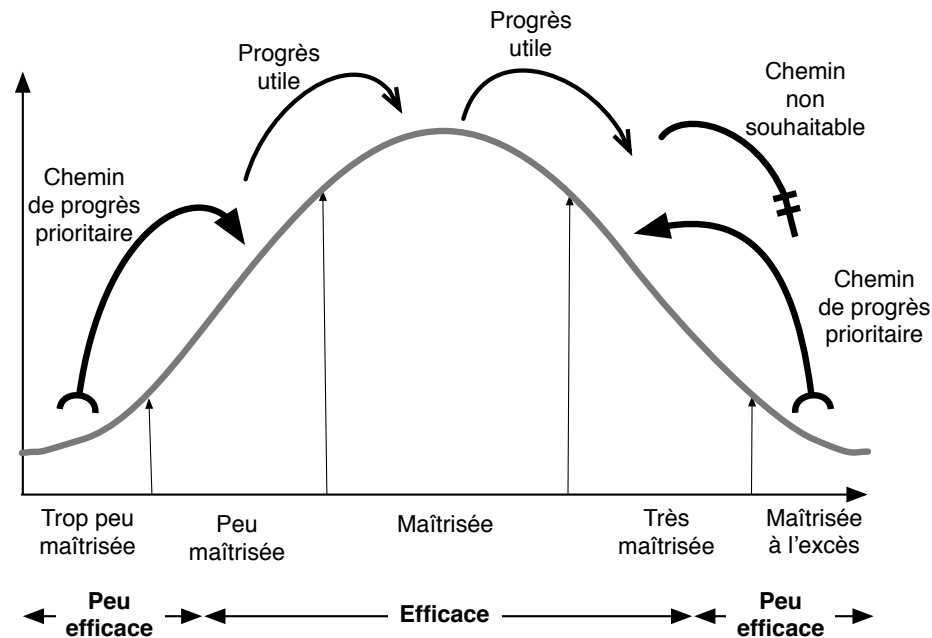 Progrès
utile
Progrès
utile
Chemin
non
souhaitable
Chemin
de progrès
prioritaire
Chemin
de progrès
prioritaire
Trop peu
maîtrisée
Peu
maîtrisée
Maîtrisée
Très
maîtrisée
Maîtrisée
à l'excès
Peu
efficace
Efficace
Peu
efficace